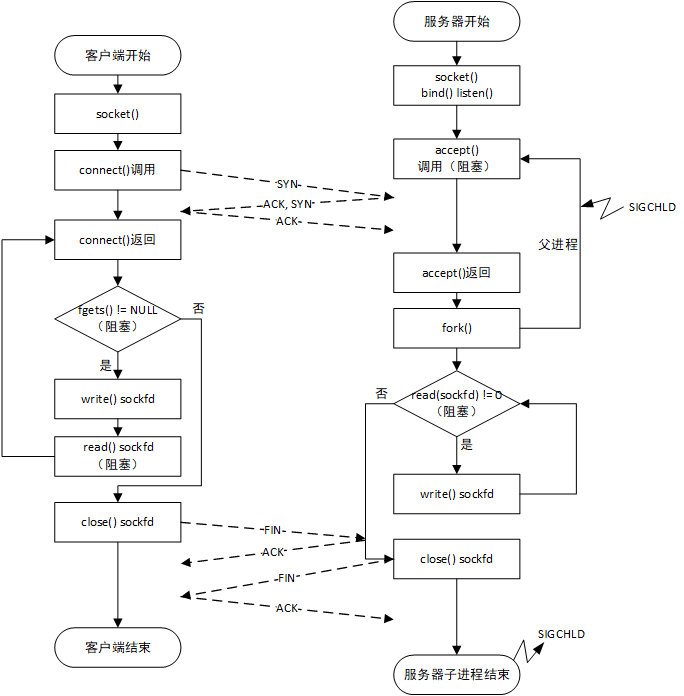 客户端开始
socket()
connect()调用
connect()返回
fgets() != NULL
（阻塞）
否
是
write() sockfd
read() sockfd
（阻塞）
close() sockfd
客户端结束
SYN
ACK, SYN
ACK
FIN
ACK
FIN
ACK
服务器开始
socket()
bind() listen()
accept()
调用（阻塞）
SIGCHLD
父进程
accept()返回
fork()
否
read(sockfd) != 0
（阻塞）
是
write() sockfd
close() sockfd
SIGCHLD
服务器子进程结束